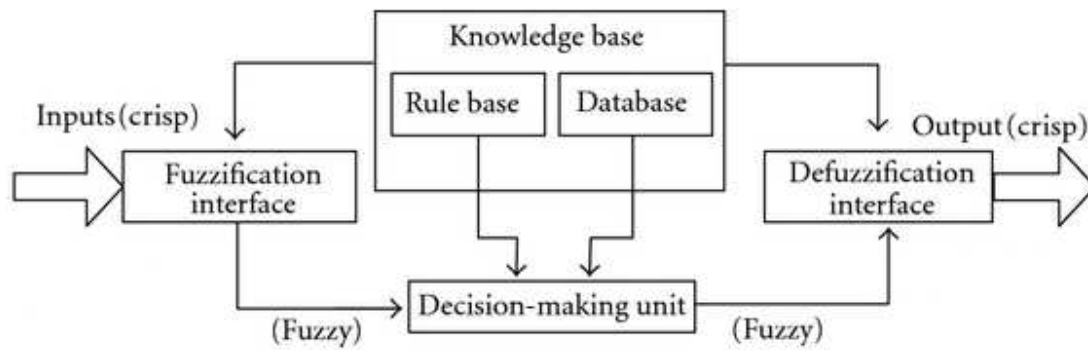 Knowledge base
Rule base
Database
Inputs (crisp)
Output (crisp)
Fuzzification
interface
Defuzzification
interface
Decision-making unit
(Fuzzy)
(Fuzzy)